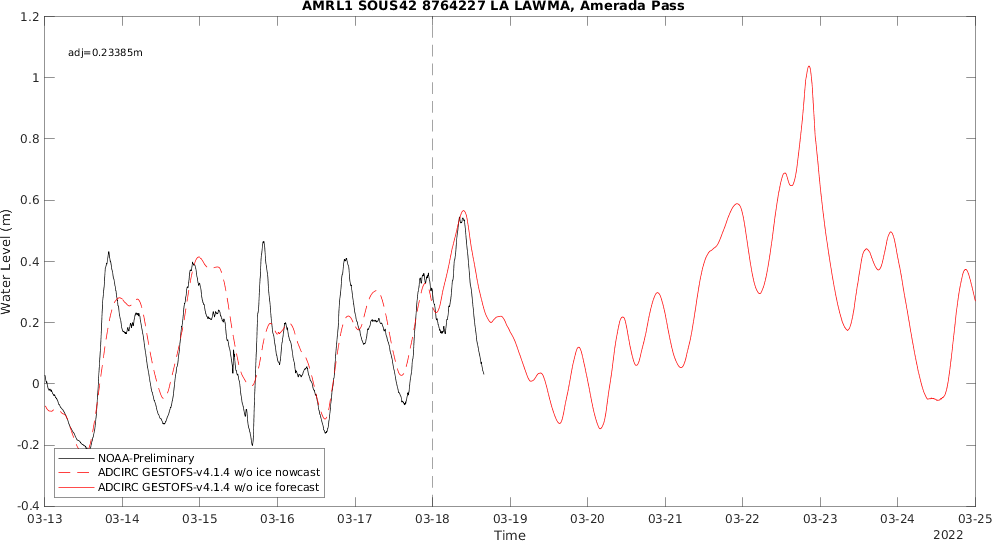 AMRL1 SOUS42 8764227 LA LAWMA, Amerada Pass
adj=0.23385m
Water Level (m)
1.2
1
0.8
0.6
0.4
0.2
0
-0.2
-0.4
NOAA-Preliminary
ADCIRC GESTOFS-v4.1.4 w/o ice nowcast
ADCIRC GESTOFS-v4.1.4 w/o ice forecast
03-13 03-14 03-15 03-16 03-17 03-18 03-19 03-20 03-21 03-22 03-23 03-24 03-25
Time
2022